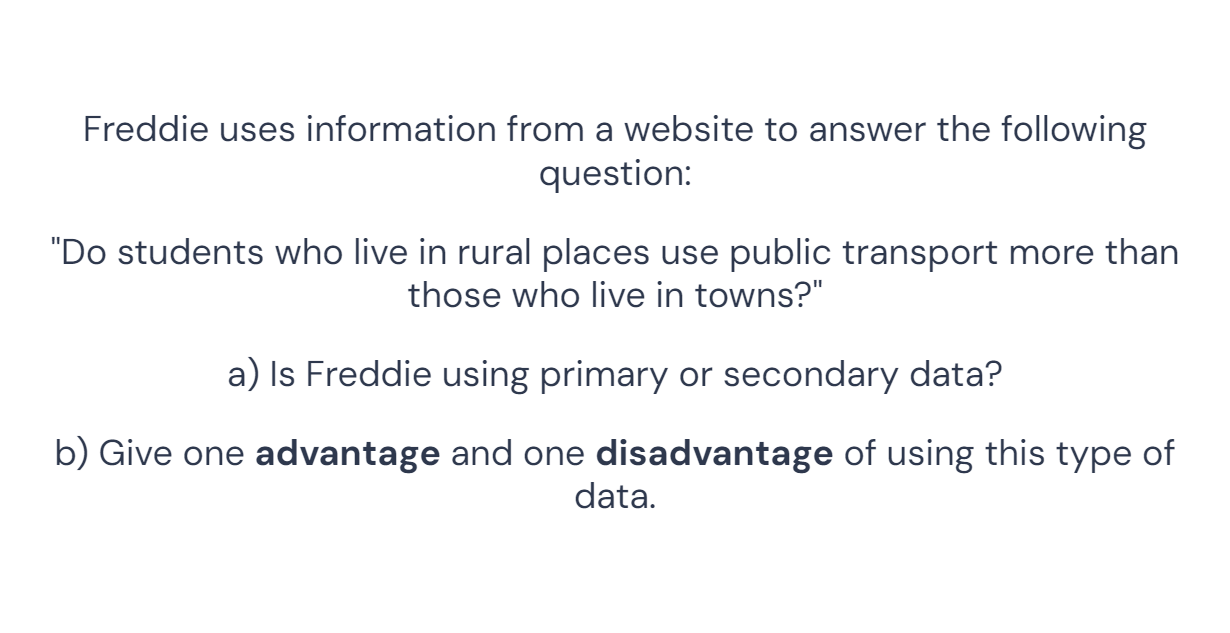 Freddie uses information from a website to answer the following
question:
"Do students who live in rural places use public transport more than
those who live in towns?"
a) Is Freddie using primary or secondary data?
b) Give one advantage and one disadvantage of using this type of
data.